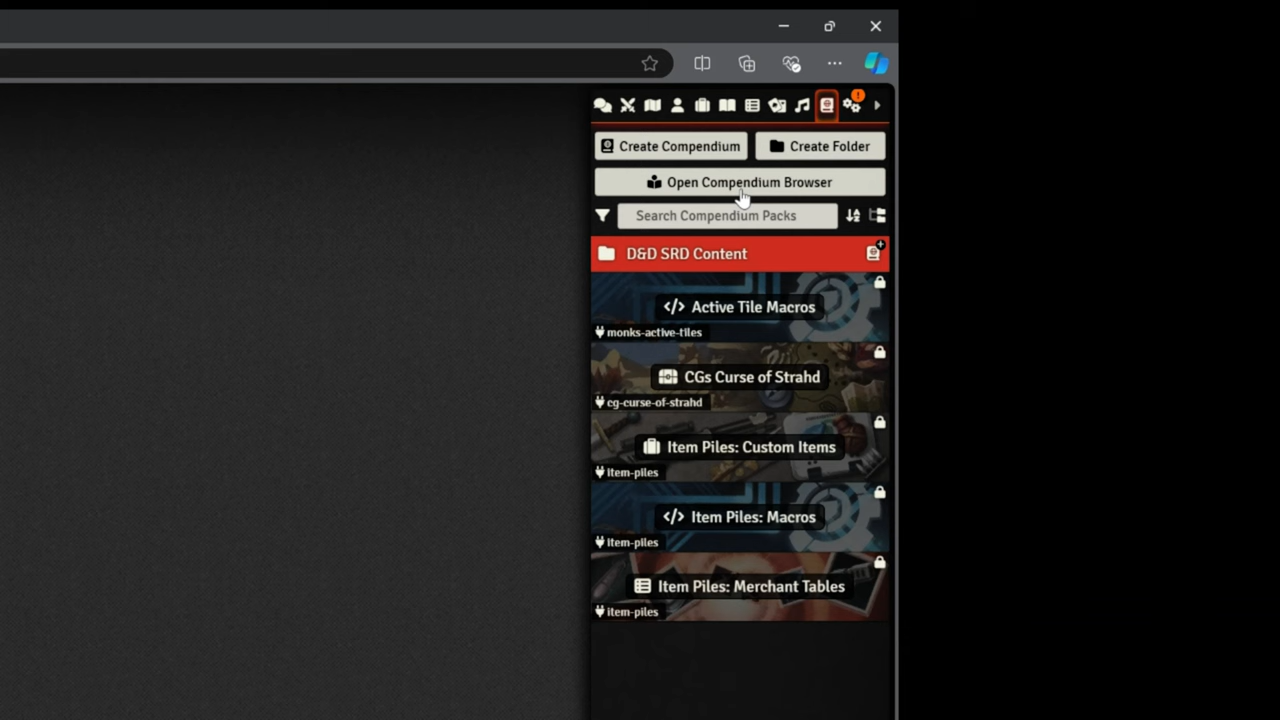 Create Compendium
Create Folder
Open Compendium Browser
Search Compendium Packs
D&D SRD Content
Active Tile Macros
monks-active-tiles
CGs Curse of Strahd
cg-curse-of-strahd
Item Piles: Custom Items
item-piles
Item Piles: Macros
item-piles
Item Piles: Merchant Tables
item-piles